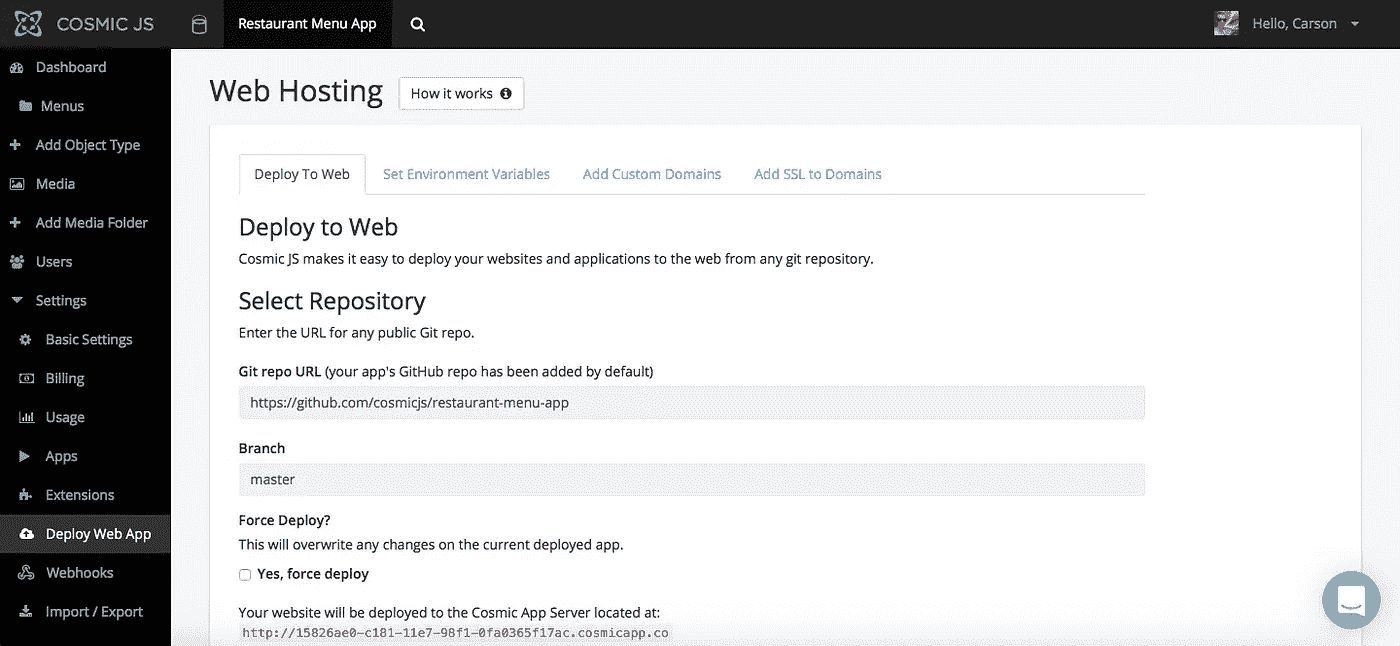 COSMIC JS
Restaurant Menu App
Hello, Carson
Dashboard
Menus
Add Object Type
Media
Add Media Folder
Users
Settings
Basic Settings
Billing
Usage
Apps
Extensions
Deploy Web App
Webhooks
Import / Export
Web Hosting
How it works
Deploy To Web
Set Environment Variables
Add Custom Domains
Add SSL to Domains
Deploy to Web
Cosmic JS makes it easy to deploy your websites and applications to the web from any git repository.
Select Repository
Enter the URL for any public Git repo.
Git repo URL (your app's GitHub repo has been added by default)
https://github.com/cosmicjs/restaurant-menu-app
Branch
master
Force Deploy?
This will overwrite any changes on the current deployed app.
Yes, force deploy
Your website will be deployed to the Cosmic App Server located at:
http://15826ae0-c181-11e7-98f1-0fa0365f17ac.cosmicapp.co